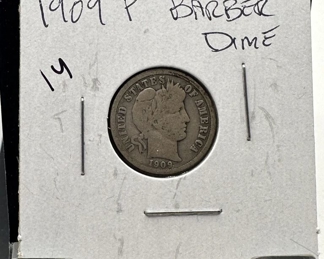 1909 P BARBER
DIME
14
UNITED STATES OF AMERICA
1909